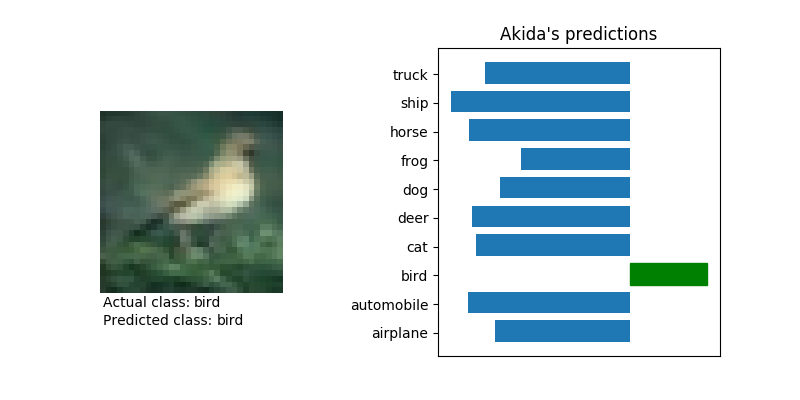 Akida's predictions
truck
ship
horse
frog
dog
deer
cat
bird
automobile
airplane
Actual class: bird
Predicted class: bird